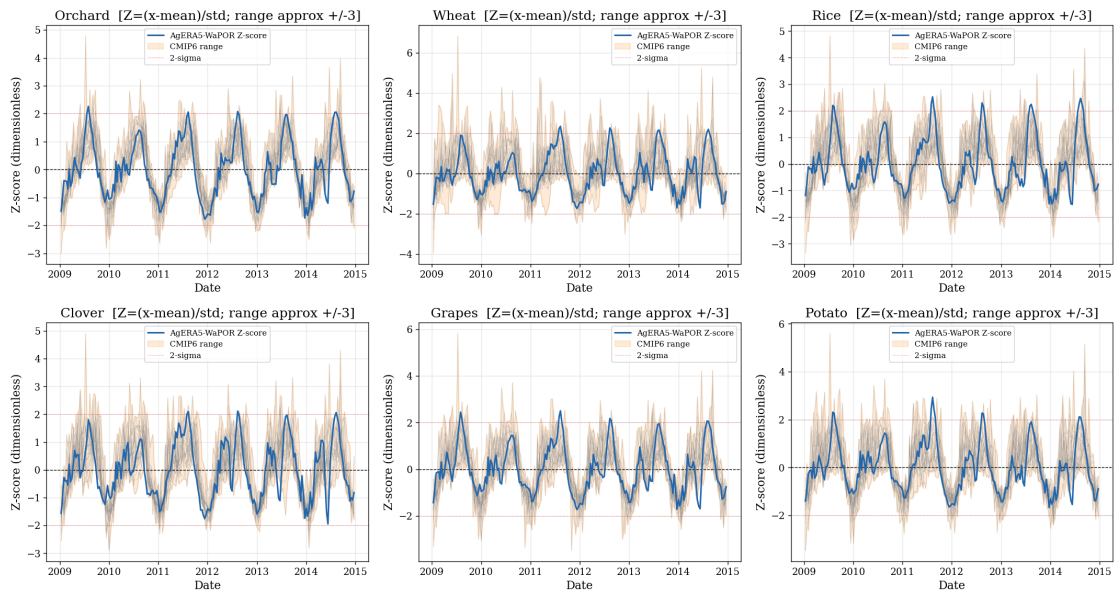 Orchard  [Z=(x-mean)/std; range approx +/-3]
Z-score (dimensionless)
5
4
3
2
1
0
−1
−2
−3
AgERA5-WaPOR Z-score
CMIP6 range
2-sigma
2009 2010 2011 2012 2013 2014 2015
Date
Wheat  [Z=(x-mean)/std; range approx +/-3]
Z-score (dimensionless)
6
4
2
0
−2
−4
AgERA5-WaPOR Z-score
CMIP6 range
2-sigma
2009 2010 2011 2012 2013 2014 2015
Date
Rice  [Z=(x-mean)/std; range approx +/-3]
Z-score (dimensionless)
5
4
3
2
1
0
−1
−2
−3
AgERA5-WaPOR Z-score
CMIP6 range
2-sigma
2009 2010 2011 2012 2013 2014 2015
Date
Clover  [Z=(x-mean)/std; range approx +/-3]
Z-score (dimensionless)
5
4
3
2
1
0
−1
−2
−3
AgERA5-WaPOR Z-score
CMIP6 range
2-sigma
2009 2010 2011 2012 2013 2014 2015
Date
Grapes  [Z=(x-mean)/std; range approx +/-3]
Z-score (dimensionless)
6
4
2
0
−2
AgERA5-WaPOR Z-score
CMIP6 range
2-sigma
2009 2010 2011 2012 2013 2014 2015
Date
Potato  [Z=(x-mean)/std; range approx +/-3]
Z-score (dimensionless)
6
4
2
0
−2
AgERA5-WaPOR Z-score
CMIP6 range
2-sigma
2009 2010 2011 2012 2013 2014 2015
Date